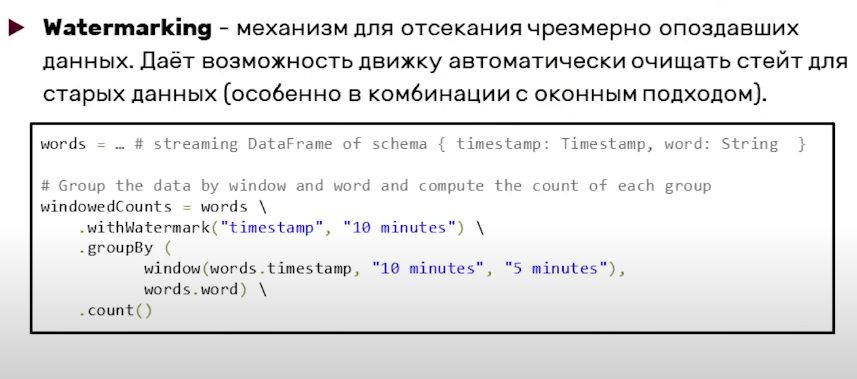 Watermarking - механизм для отсекания чрезмерно опоздавших
данных. Даёт возможность движку автоматически очищать стейт для
старых данных (особенно в комбинации с оконным подходом).
words = … # streaming DataFrame of schema { timestamp: Timestamp, word: String  }
# Group the data by window and word and compute the count of each group
windowedCounts = words \
    .withWatermark("timestamp", "10 minutes") \
    .groupBy (
          window(words.timestamp, "10 minutes", "5 minutes"),
          words.word) \
    .count()